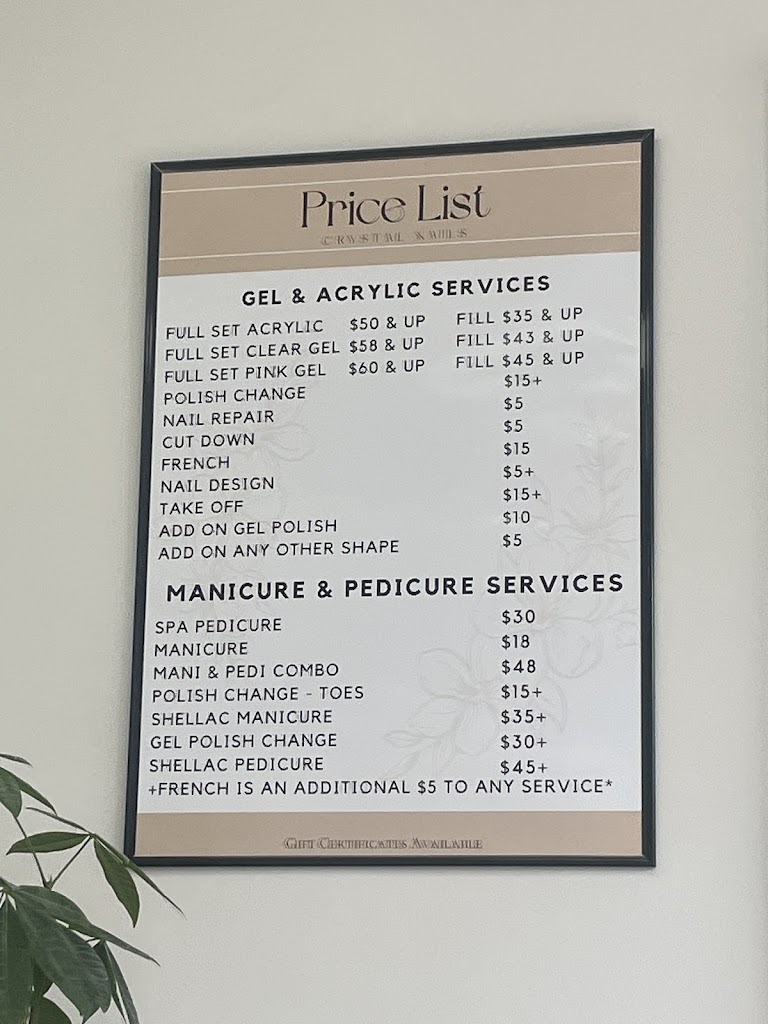 Price List
CRYSTAL NAILS
GEL & ACRYLIC SERVICES
FULL SET ACRYLIC $50 & UP FILL $35 & UP
FULL SET CLEAR GEL $58 & UP FILL $43 & UP
FULL SET PINK GEL $60 & UP FILL $45 & UP
POLISH CHANGE $15+
NAIL REPAIR $5
CUT DOWN $5
FRENCH $15
NAIL DESIGN $5+
TAKE OFF $15+
ADD ON GEL POLISH $10
ADD ON ANY OTHER SHAPE $5
MANICURE & PEDICURE SERVICES
SPA PEDICURE $30
MANICURE $18
MANI & PEDI COMBO $48
POLISH CHANGE - TOES $15+
SHELLAC MANICURE $35+
GEL POLISH CHANGE $30+
SHELLAC PEDICURE $45+
+FRENCH IS AN ADDITIONAL $5 TO ANY SERVICE*
GIFT CERTIFICATES AVAILABLE